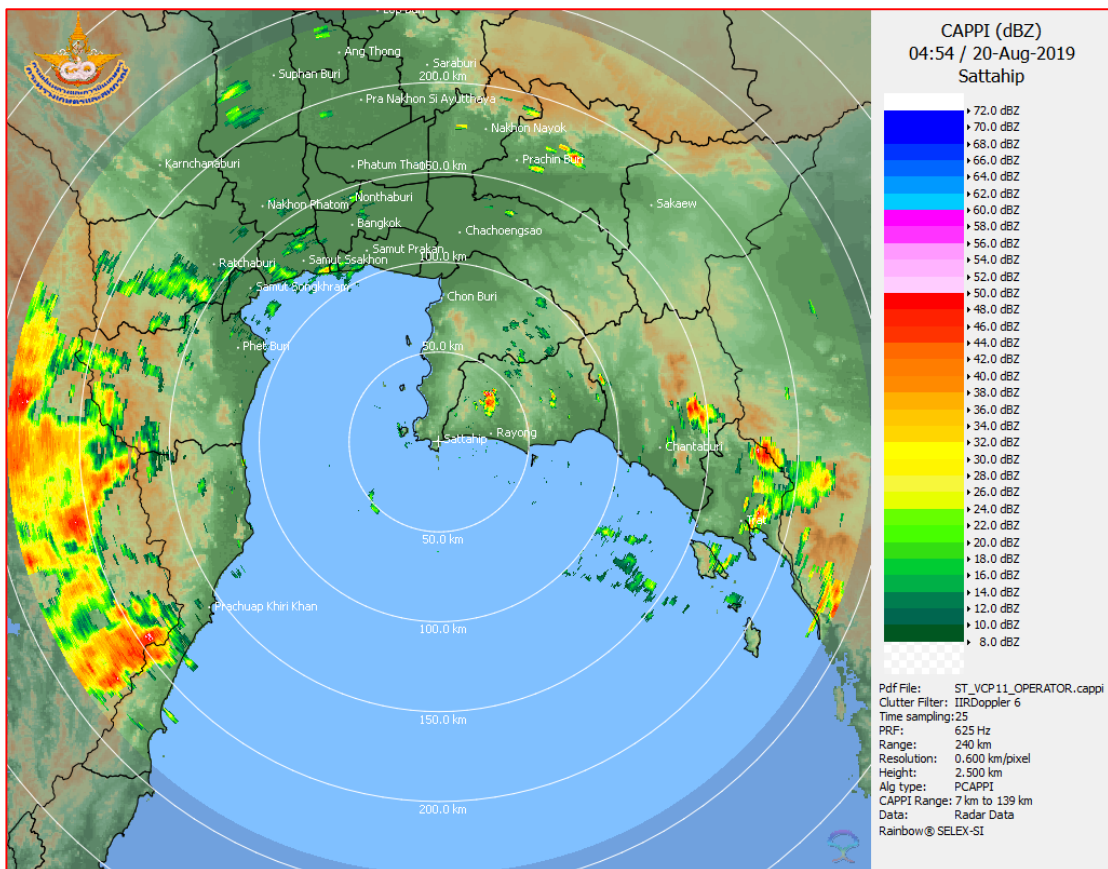 Lop Buri
Ang Thong
Saraburi
Suphan Buri
200.0 km
Pra Nakhon Si Ayutthaya
Nakhon Nayok
Karnchanaburi
Phatum Thani
150.0 km
Prachin Buri
Nakhon Phatom
Nonthaburi
Sakaew
Bangkok
Chachoengsao
Samut Prakan
Ratchaburi
Samut Ssakhon
100.0 km
Samut Songkhram
Chon Buri
Phet Buri
50.0 km
Sattahip
Rayong
Chantaburi
Trat
50.0 km
Prachuap Khiri Khan
100.0 km
150.0 km
200.0 km
CAPPI (dBZ)
04:54 / 20-Aug-2019
Sattahip
72.0 dBZ
70.0 dBZ
68.0 dBZ
66.0 dBZ
64.0 dBZ
62.0 dBZ
60.0 dBZ
58.0 dBZ
56.0 dBZ
54.0 dBZ
52.0 dBZ
50.0 dBZ
48.0 dBZ
46.0 dBZ
44.0 dBZ
42.0 dBZ
40.0 dBZ
38.0 dBZ
36.0 dBZ
34.0 dBZ
32.0 dBZ
30.0 dBZ
28.0 dBZ
26.0 dBZ
24.0 dBZ
22.0 dBZ
20.0 dBZ
18.0 dBZ
16.0 dBZ
14.0 dBZ
12.0 dBZ
10.0 dBZ
8.0 dBZ
Pdf File: ST_VCP11_OPERATOR.cappi
Clutter Filter: IIRDoppler 6
Time sampling:25
PRF: 625 Hz
Range: 240 km
Resolution: 0.600 km/pixel
Height: 2.500 km
Alg type: PCAPPI
CAPPI Range: 7 km to 139 km
Data: Radar Data
Rainbow® SELEX-SI